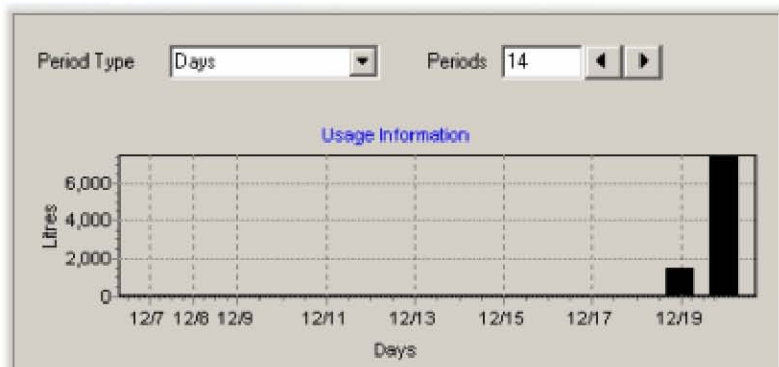 Period Type Days Periods 14
Usage Information
Litres
6,000
4,000
2,000
0
12/7 12/8 12/9 12/11 12/13 12/15 12/17 12/19
Days